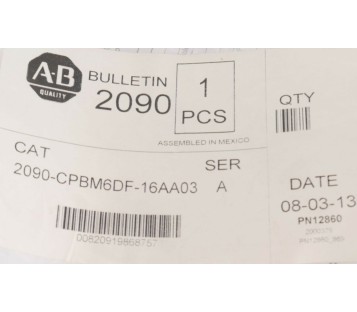 A-B
QUALITY
BULLETIN
2090
1
PCS
ASSEMBLED IN MEXICO
QTY
CAT
2090-CPBM6DF-16AA03
SER
A
DATE
08-03-13
PN12860
00820919868757